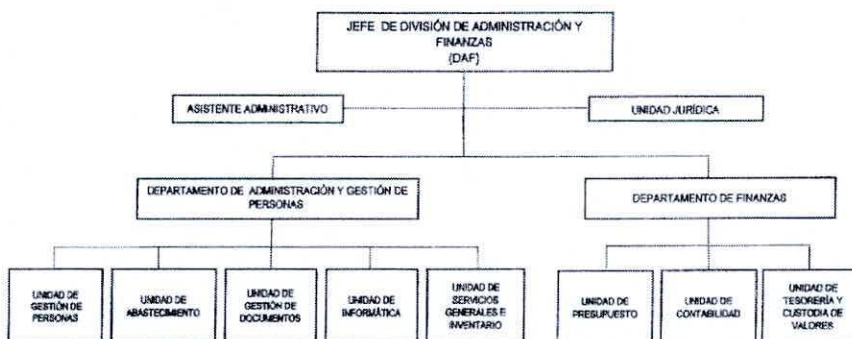 JEFE DE DIVISIÓN DE ADMINISTRACIÓN Y
FINANZAS
(DAF)
ASISTENTE ADMINISTRATIVO
UNIDAD JURÍDICA
DEPARTAMENTO DE ADMINISTRACIÓN Y GESTIÓN DE
PERSONAS
DEPARTAMENTO DE FINANZAS
UNIDAD DE
GESTIÓN DE
PERSONAS
UNIDAD DE
ABASTECIMIENTO
UNIDAD DE
GESTIÓN DE
DOCUMENTOS
UNIDAD DE
INFORMÁTICA
UNIDAD DE
SERVICIOS
GENERALES E
INVENTARIO
UNIDAD DE
PRESUPUESTO
UNIDAD DE
CONTABILIDAD
UNIDAD DE
TESORERÍA Y
CUSTODIA DE
VALORES